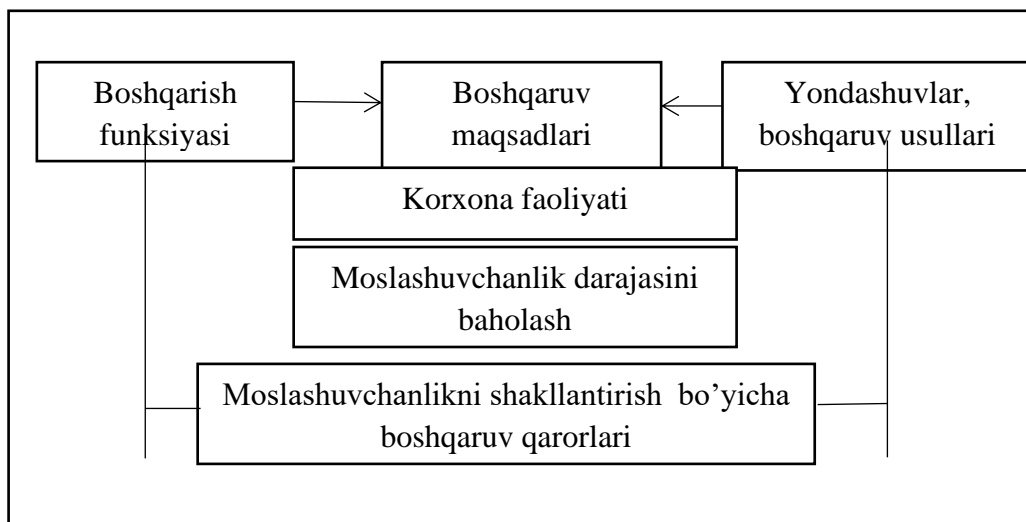 Boshqarish
funksiyasi
Boshqaruv
maqsadlari
Yondashuvlar,
boshqaruv usullari
Korxona faoliyati
Moslashuvchanlik darajasini
baholash
Moslashuvchanlikni shakllantirish  bo’yicha
boshqaruv qarorlari